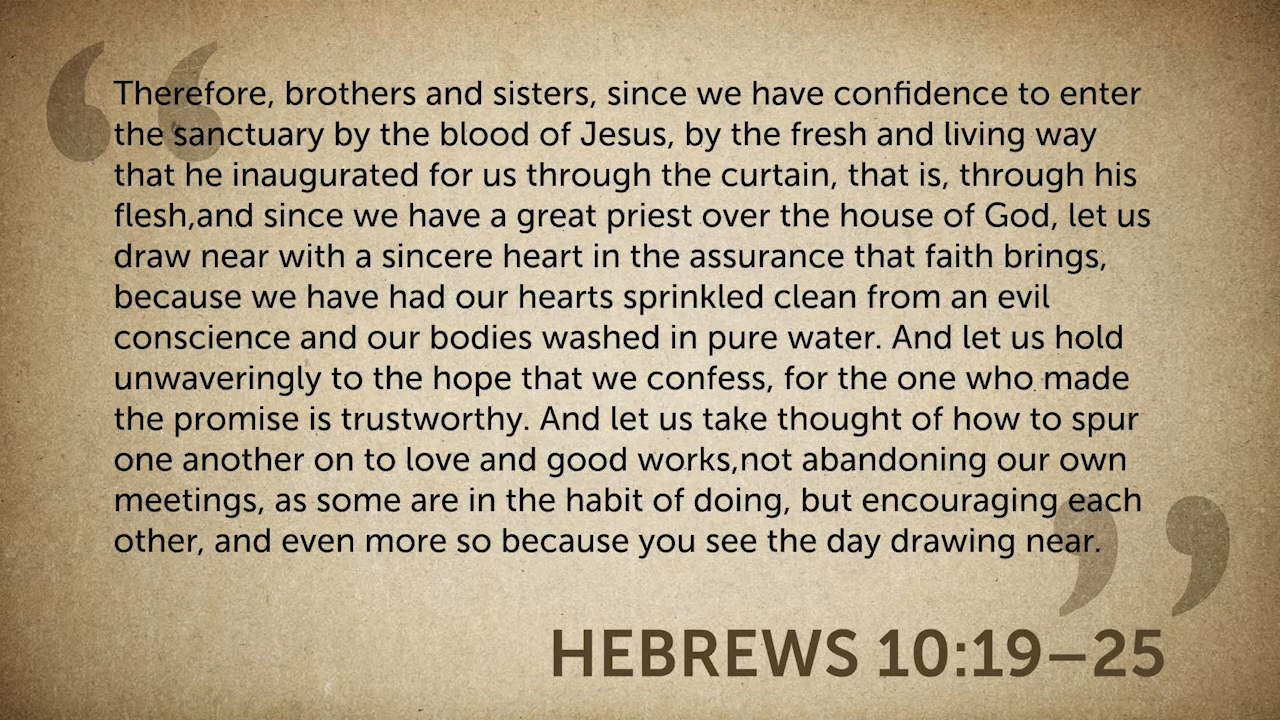 Therefore, brothers and sisters, since we have confidence to enter
the sanctuary by the blood of Jesus, by the fresh and living way
that he inaugurated for us through the curtain, that is, through his
flesh,and since we have a great priest over the house of God, let us
draw near with a sincere heart in the assurance that faith brings,
because we have had our hearts sprinkled clean from an evil
conscience and our bodies washed in pure water. And let us hold
unwaveringly to the hope that we confess, for the one who made
the promise is trustworthy. And let us take thought of how to spur
one another on to love and good works,not abandoning our own
meetings, as some are in the habit of doing, but encouraging each
other, and even more so because you see the day drawing near.
HEBREWS 10:19–25